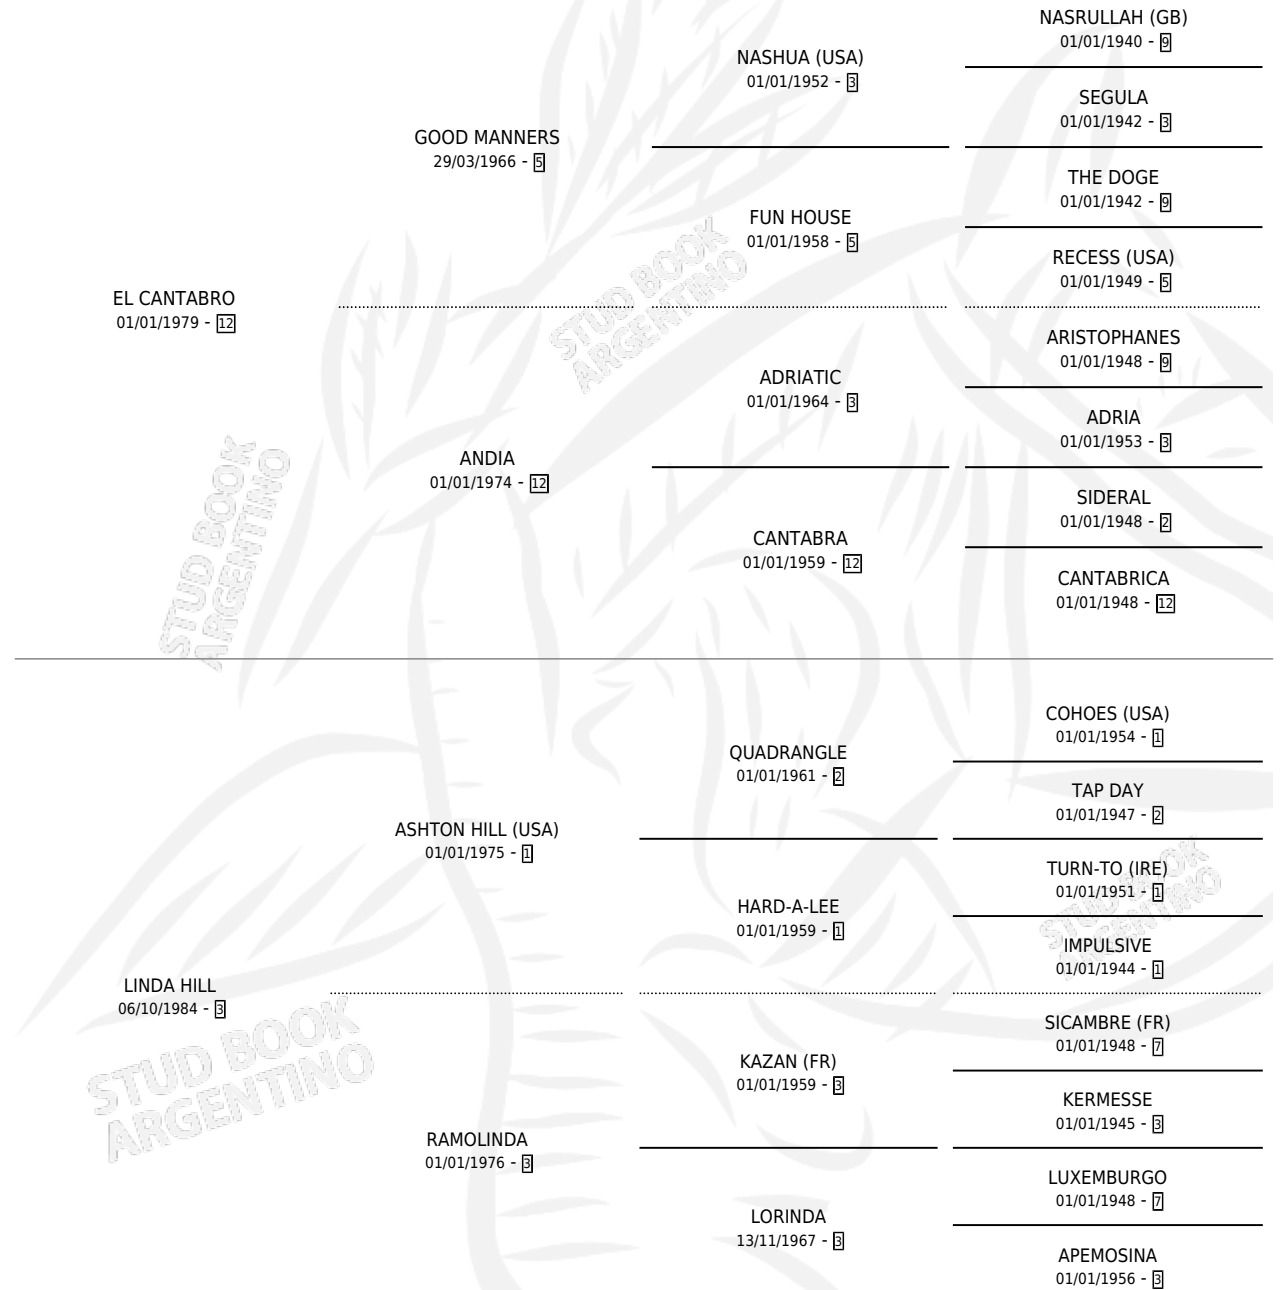 NASRULLAH (GB)
01/01/1940 - 9
NASHUA (USA)
01/01/1952 - 3
SEGULA
01/01/1942 - 3
GOOD MANNERS
29/03/1966 - 5
THE DOGE
01/01/1942 - 9
FUN HOUSE
01/01/1958 - 5
RECESS (USA)
01/01/1949 - 5
EL CANTABRO
01/01/1979 - 12
STUD BOOK
ARGENTINO
ARISTOPHANES
01/01/1948 - 9
ADRIATIC
01/01/1964 - 3
ADRIA
01/01/1953 - 3
ANDIA
01/01/1974 - 12
SIDERAL
01/01/1948 - 2
CANTABRA
01/01/1959 - 12
CANTABRICA
01/01/1948 - 12
STUD BOOK
ARGENTINO
COHOES (USA)
01/01/1954 - 1
QUADRANGLE
01/01/1961 - 2
TAP DAY
01/01/1947 - 2
ASHTON HILL (USA)
01/01/1975 - 1
TURN-TO (IRE)
01/01/1951 - 1
HARD-A-LEE
01/01/1959 - 1
STUD BOOK
ARGENTINO
IMPULSIVE
01/01/1944 - 1
LINDA HILL
06/10/1984 - 3
SICAMBRE (FR)
01/01/1948 - 7
KAZAN (FR)
01/01/1959 - 3
KERMESSE
01/01/1945 - 3
STUD BOOK
ARGENTINO
RAMOLINDA
01/01/1976 - 3
LUXEMBURGO
01/01/1948 - 7
LORINDA
13/11/1967 - 3
APEMOSINA
01/01/1956 - 3